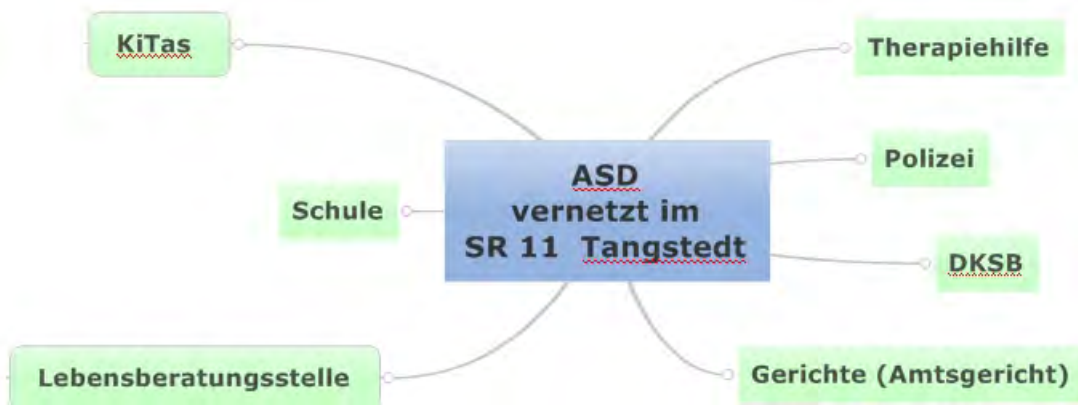 KiTas
Therapiehilfe
ASD
vernetzt im
SR 11 Tangstedt
Polizei
Schule
DKSB
Lebensberatungsstelle
Gerichte (Amtsgericht)